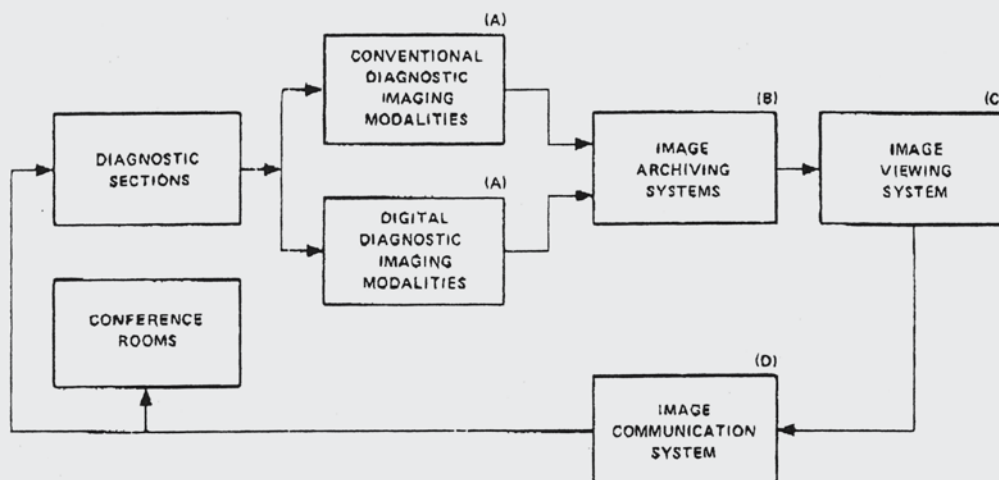 (A)
CONVENTIONAL
DIAGNOSTIC
IMAGING
MODALITIES
DIAGNOSTIC
SECTIONS
(A)
DIGITAL
DIAGNOSTIC
IMAGING
MODALITIES
(B)
IMAGE
ARCHIVING
SYSTEMS
(C)
IMAGE
VIEWING
SYSTEM
CONFERENCE
ROOMS
(D)
IMAGE
COMMUNICATION
SYSTEM